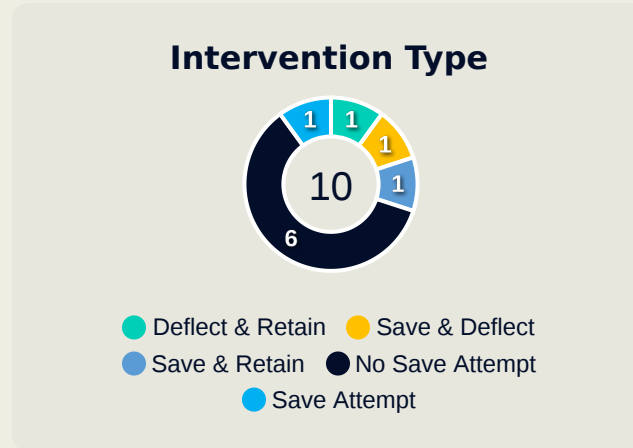 Intervention Type
1 1
1
1
10
6
Deflect & Retain Save & Deflect
Save & Retain No Save Attempt
Save Attempt